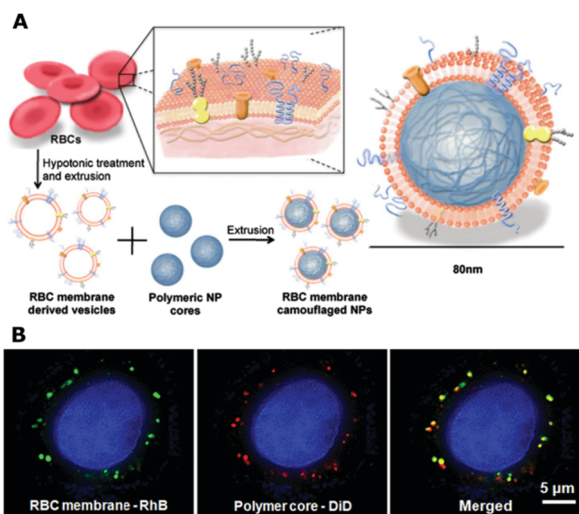 A
RBCs
Hypotonic treatment
and extrusion
Extrusion
RBC membrane
derived vesicles
Polymeric NP
cores
RBC membrane
camouflaged NPs
80nm
B
RBC membrane - RhB
Polymer core - DiD
Merged
5 µm